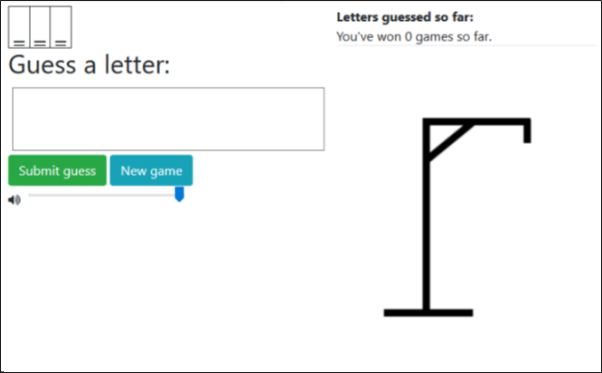 Letters guessed so far:
You've won 0 games so far.
Guess a letter:
Submit guess
New game